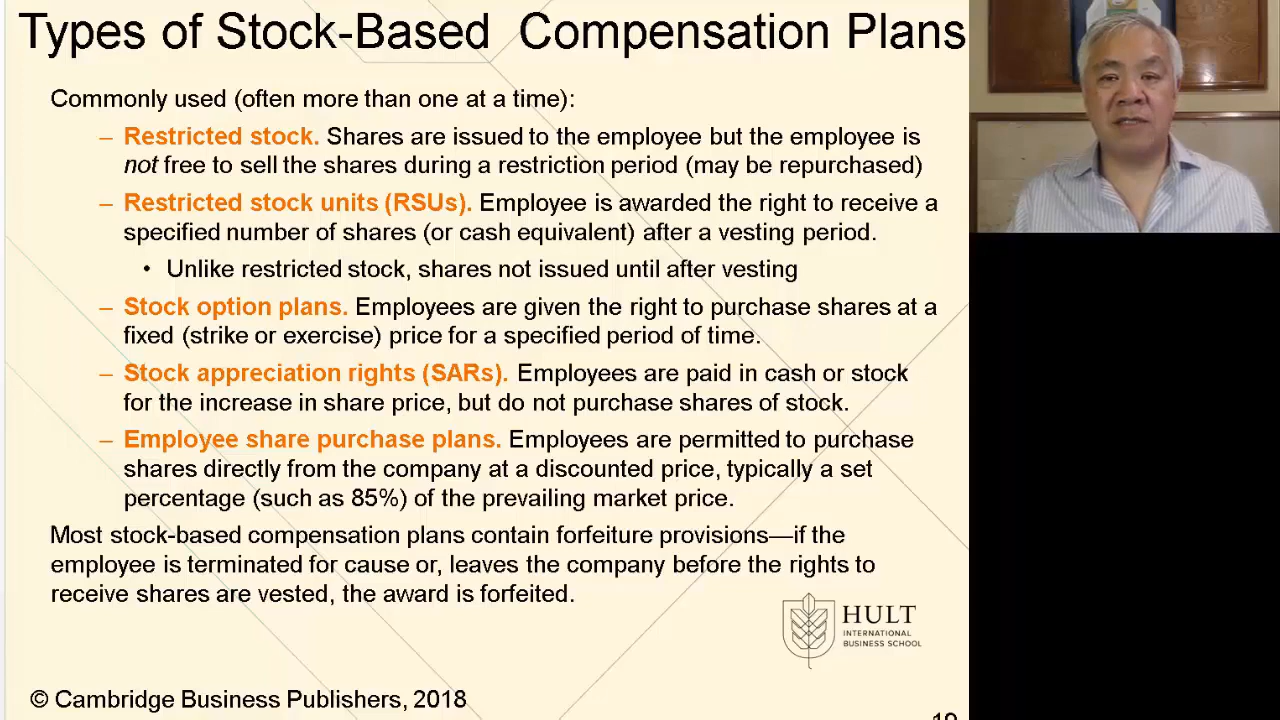 Types of Stock-Based Compensation Plans
Commonly used (often more than one at a time):
– Restricted stock. Shares are issued to the employee but the employee is
not free to sell the shares during a restriction period (may be repurchased)
– Restricted stock units (RSUs). Employee is awarded the right to receive a
specified number of shares (or cash equivalent) after a vesting period.
• Unlike restricted stock, shares not issued until after vesting
– Stock option plans. Employees are given the right to purchase shares at a
fixed (strike or exercise) price for a specified period of time.
– Stock appreciation rights (SARs). Employees are paid in cash or stock
for the increase in share price, but do not purchase shares of stock.
– Employee share purchase plans. Employees are permitted to purchase
shares directly from the company at a discounted price, typically a set
percentage (such as 85%) of the prevailing market price.
Most stock-based compensation plans contain forfeiture provisions—if the
employee is terminated for cause or, leaves the company before the rights to
receive shares are vested, the award is forfeited.
HULT
INTERNATIONAL
BUSINESS SCHOOL
© Cambridge Business Publishers, 2018